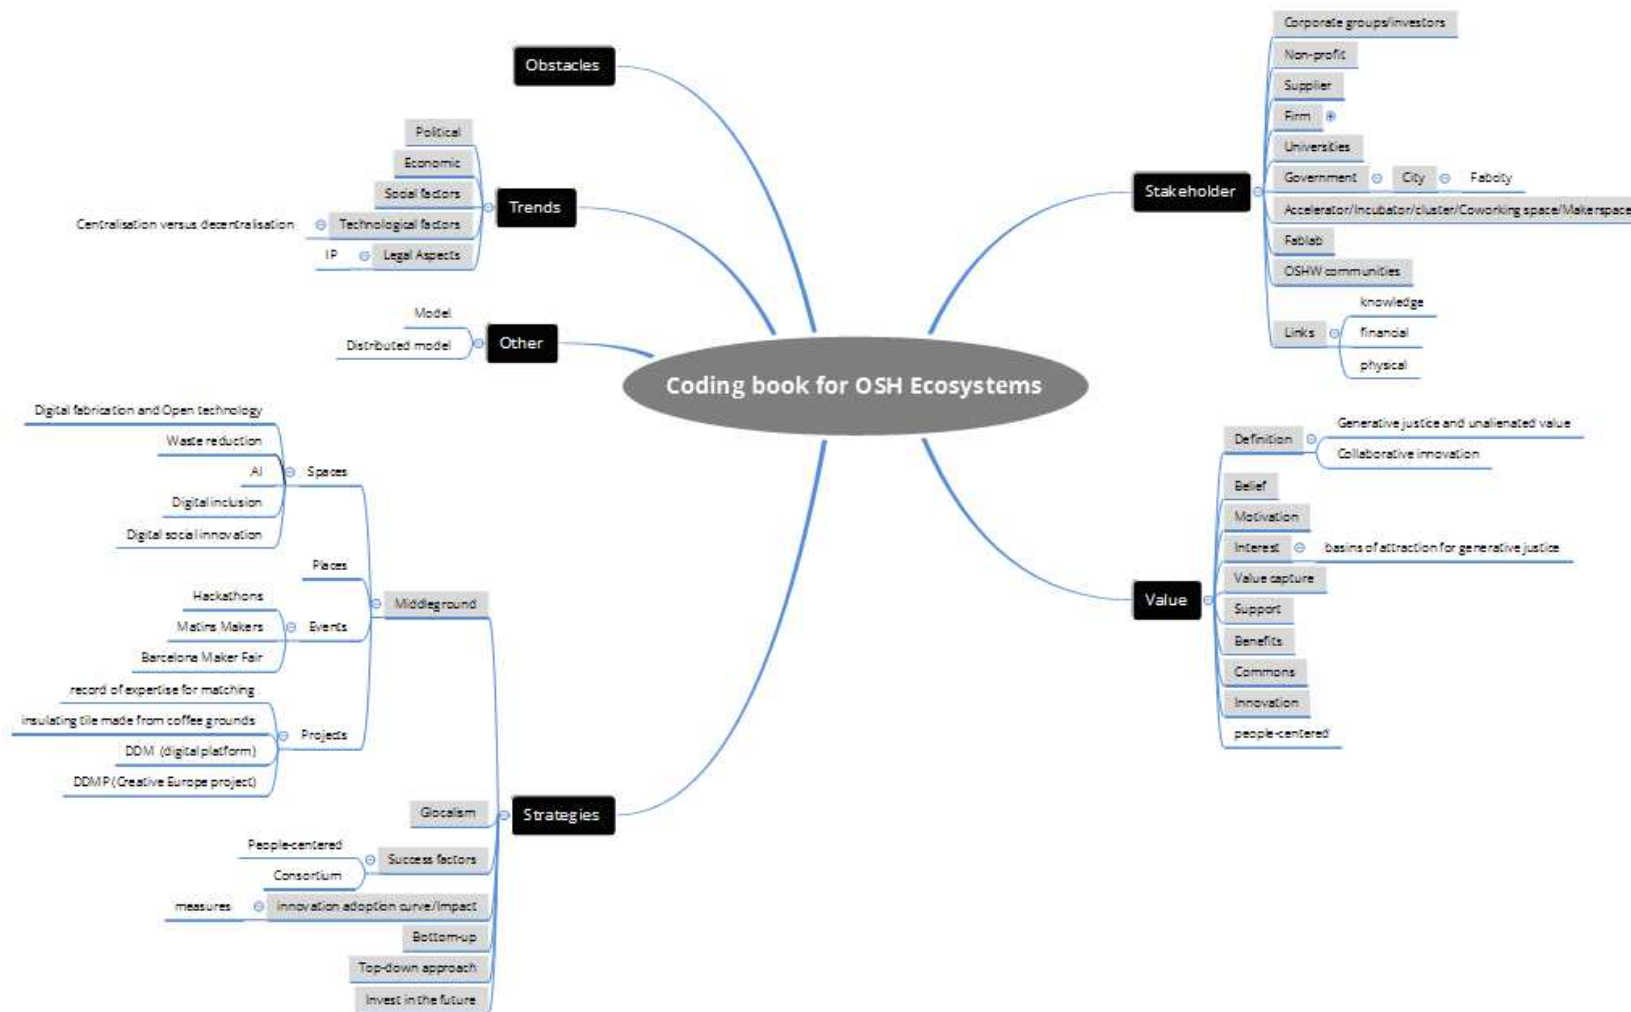 Coding book for OSH Ecosystems
Obstacles
Trends
Political
Economic
Social factors
Technological factors
Centralisation versus decentralisation
Legal Aspects
IP
Other
Model
Distributed model
Strategies
Middleground
Spaces
Digital fabrication and Open technology
Waste reduction
AI
Digital inclusion
Digital social innovation
Places
Events
Hackathons
Matins Makers
Barcelona Maker Fair
Projects
record of expertise for matching
insulating tile made from coffee grounds
DDM (digital platform)
DDMP (Creative Europe project)
Glocalism
Success factors
People-centered
Consortium
innovation adoption curve/Impact
measures
Bottom-up
Top-down approach
Invest in the future
Stakeholder
Corporate groups/investors
Non-profit
Supplier
Firm
Universities
Government
City
Fabcity
Accelerator/Incubator/cluster/Coworking space/Makerspace
Fablab
OSHW communities
Links
knowledge
financial
physical
Value
Definition
Generative justice and unalienated value
Collaborative innovation
Belief
Motivation
Interest
basins of attraction for generative justice
Value capture
Support
Benefits
Commons
Innovation
people-centered